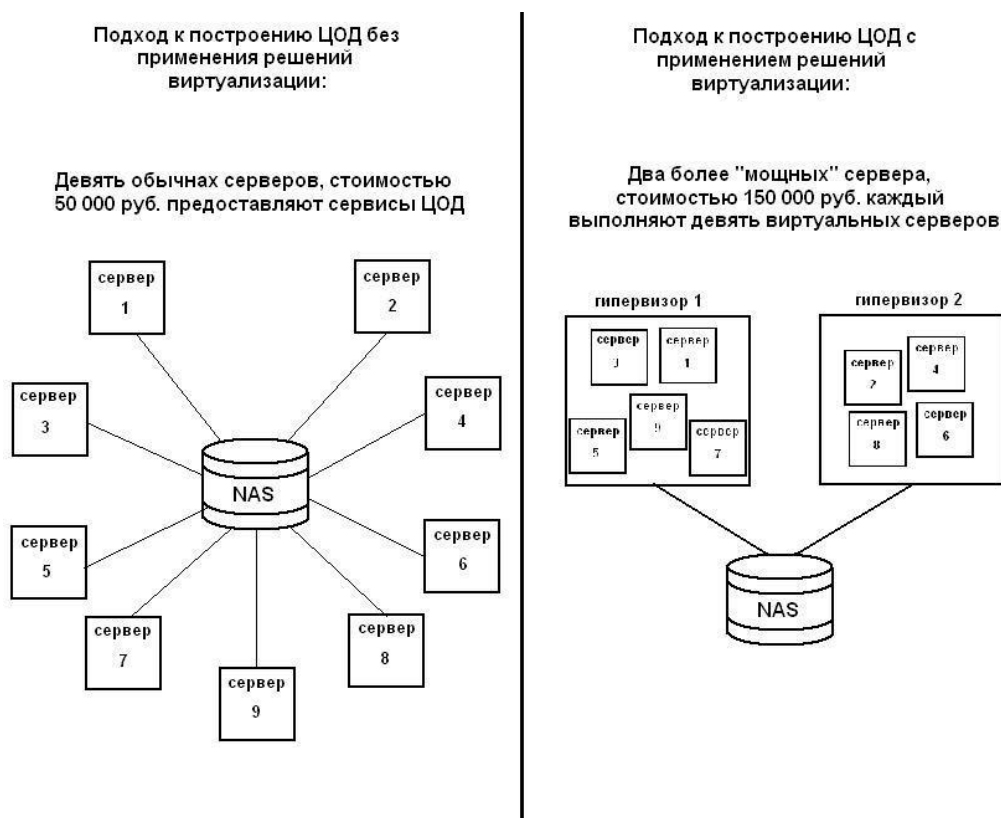 Подход к построению ЦОД без
применения решений
виртуализации:
Девять обычнах серверов, стоимостью
50 000 руб. предоставляют сервисы ЦОД
сервер
1
сервер
2
сервер
3
сервер
4
NAS
сервер
5
сервер
6
сервер
7
сервер
8
сервер
9
Подход к построению ЦОД с
применением решений
виртуализации:
Два более "мощных" сервера,
стоимостью 150 000 руб. каждый
выполняют девять виртуальных серверов
гипервизор 1
сервер
3
сервер
1
сервер
9
сервер
5
сервер
7
гипервизор 2
сервер
2
сервер
4
сервер
8
сервер
6
NAS